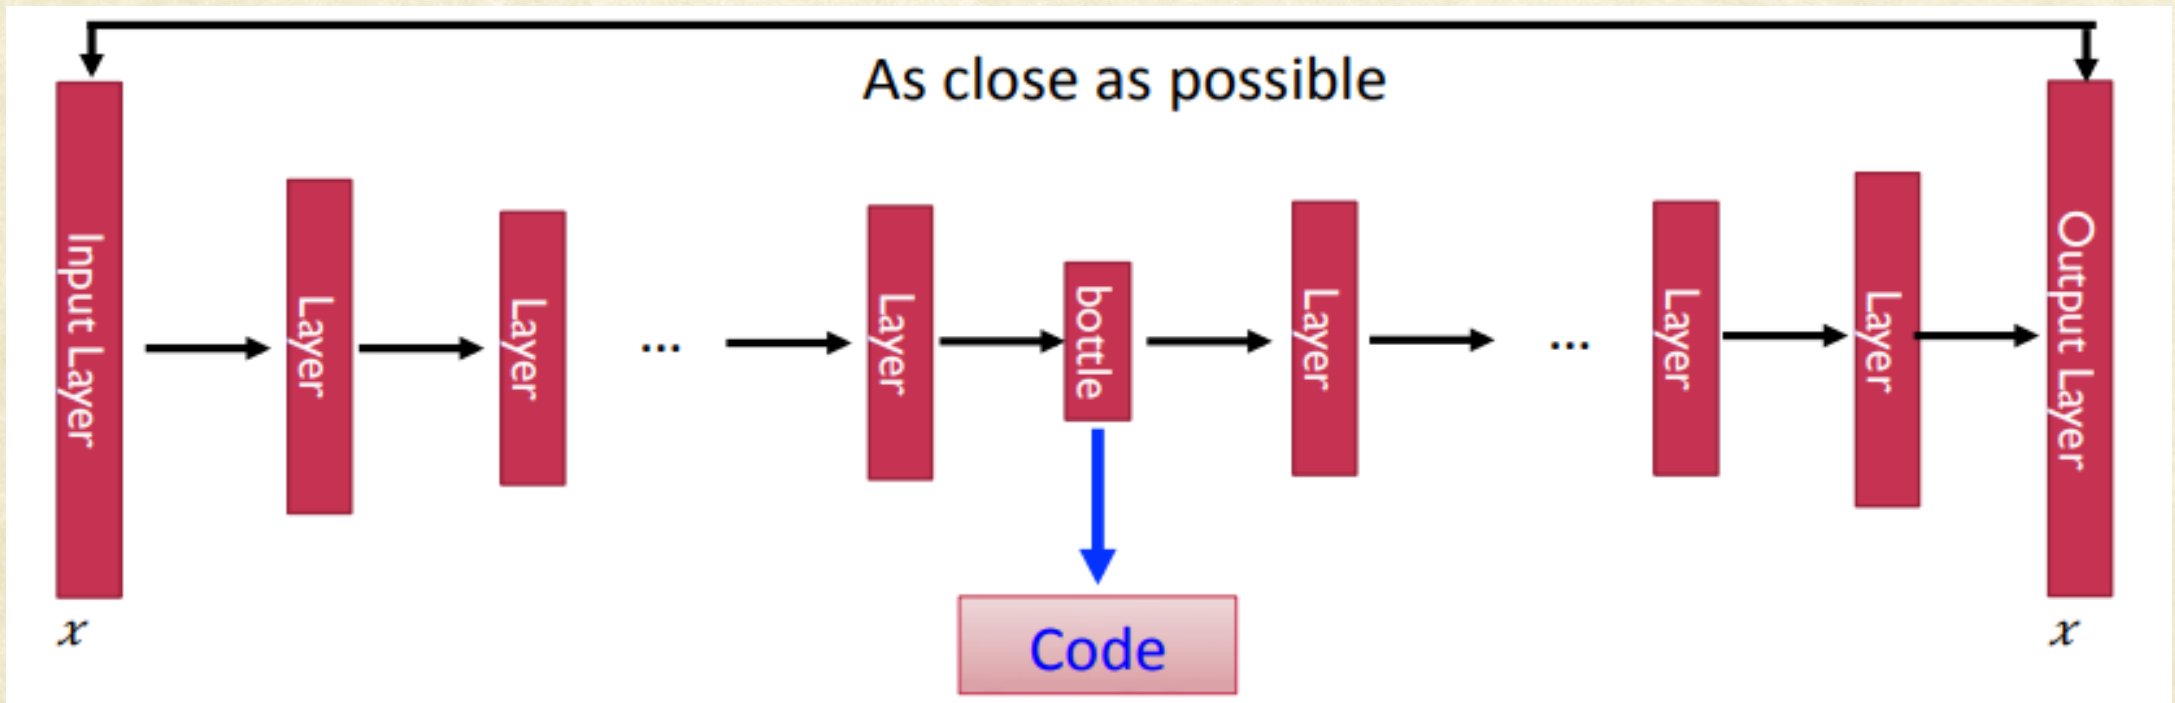 As close as possible
Input Layer
Layer
Layer
...
Layer
bottle
Layer
...
Layer
Layer
Output Layer
x
Code
x